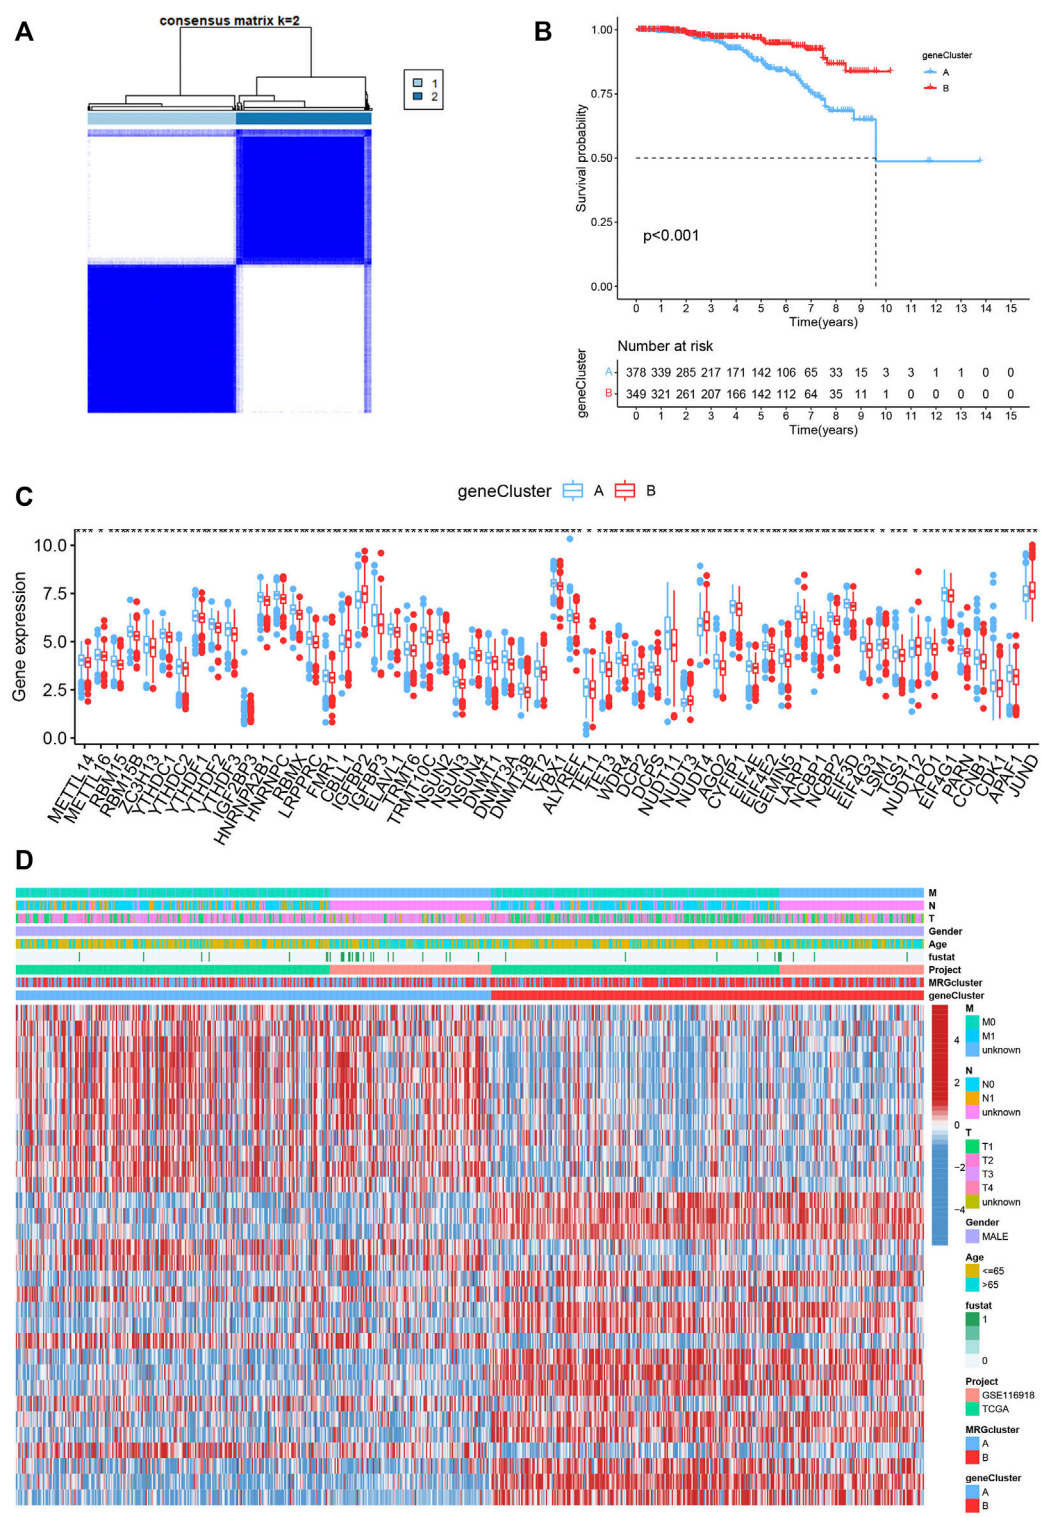 A
consensus matrix k=2
1
2
B
geneCluster
A
B
Survival probability
1.00
0.75
0.50
0.25
0.00
p<0.001
0 1 2 3 4 5 6 7 8 9 10 11 12 13 14 15
Time(years)
Number at risk
geneCluster
A 378 339 285 217 171 142 106 65 33 15 3 3 1 1 0 0
B 349 321 261 207 166 142 112 64 35 11 1 0 0 0 0 0
0 1 2 3 4 5 6 7 8 9 10 11 12 13 14 15
Time(years)
C
geneCluster A B
Gene expression
10.0
7.5
5.0
2.5
0.0
METTL14
METTL16
RBM15
RBM15B
ZC3H13
YTHDC1
YTHDC2
YTHDF1
YTHDF2
YTHDF3
IGF2BP3
HNRNPA2B1
HNRNPC
RBMX
LRPPRC
FMR1
CBLL1
IGFBP2
IGFBP3
ELAVL1
TRMT6
TRMT10C
NSUN2
NSUN3
NSUN4
DNMT1
DNMT3A
DNMT3B
TET2
YBX1
ALYREF
TET1
TET3
WDR4
DCP2
DCPS
NUDT11
NUDT3
NUDT4
AGO2
CYFIP1
EIF4E
EIF4E2
GEMIN5
LARP1
NCBP1
NCBP2
EIF3D
EIF4G3
LSM1
TGS1
NUDT12
XPO1
EIF2G1
PARN
CCNB1
CDK1
APAF1
JUND
D
M
N
T
Gender
Age
fustat
Project
MRGcluster
geneCluster
4
2
0
−2
−4
M
M0
M1
unknown
N
N0
N1
unknown
T
T1
T2
T3
T4
unknown
Gender
MALE
Age
<=65
>65
fustat
1
0
Project
GSE116918
TCGA
MRGcluster
A
B
geneCluster
A
B